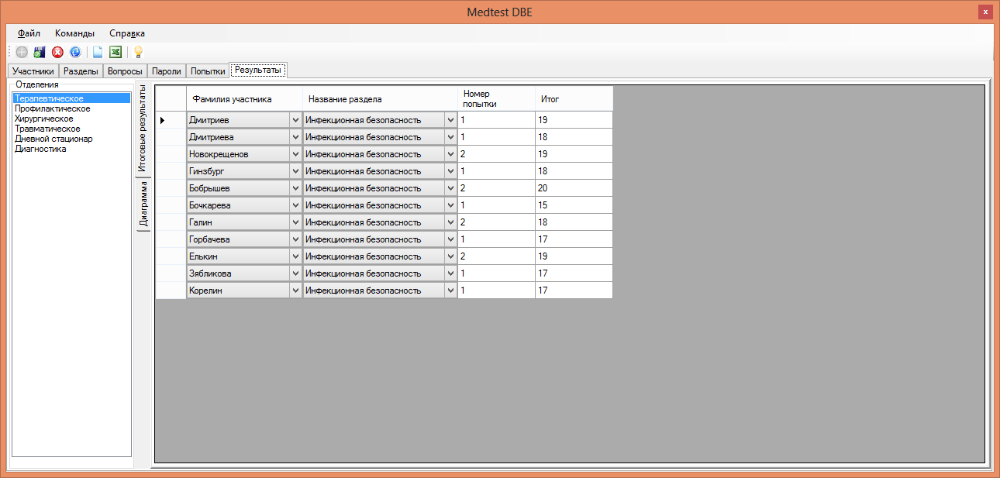 Medtest DBE
x
Файл Команды Справка
Участники Разделы Вопросы Пароли Попытки Результаты
Отделения
Терапевтическое
Профилактическое
Хирургическое
Травматическое
Дневной стационар
Диагностика
Итоговые результаты
Диаграмма
Фамилия участника Название раздела Номер попытки Итог
Дмитриев Инфекционная безопасность 1 19
Дмитриева Инфекционная безопасность 1 18
Новокрещенов Инфекционная безопасность 2 19
Гинзбург Инфекционная безопасность 1 18
Бобрышев Инфекционная безопасность 2 20
Бочкарева Инфекционная безопасность 1 15
Галин Инфекционная безопасность 2 18
Горбачева Инфекционная безопасность 1 17
Елькин Инфекционная безопасность 2 19
Зябликова Инфекционная безопасность 1 17
Корелин Инфекционная безопасность 1 17